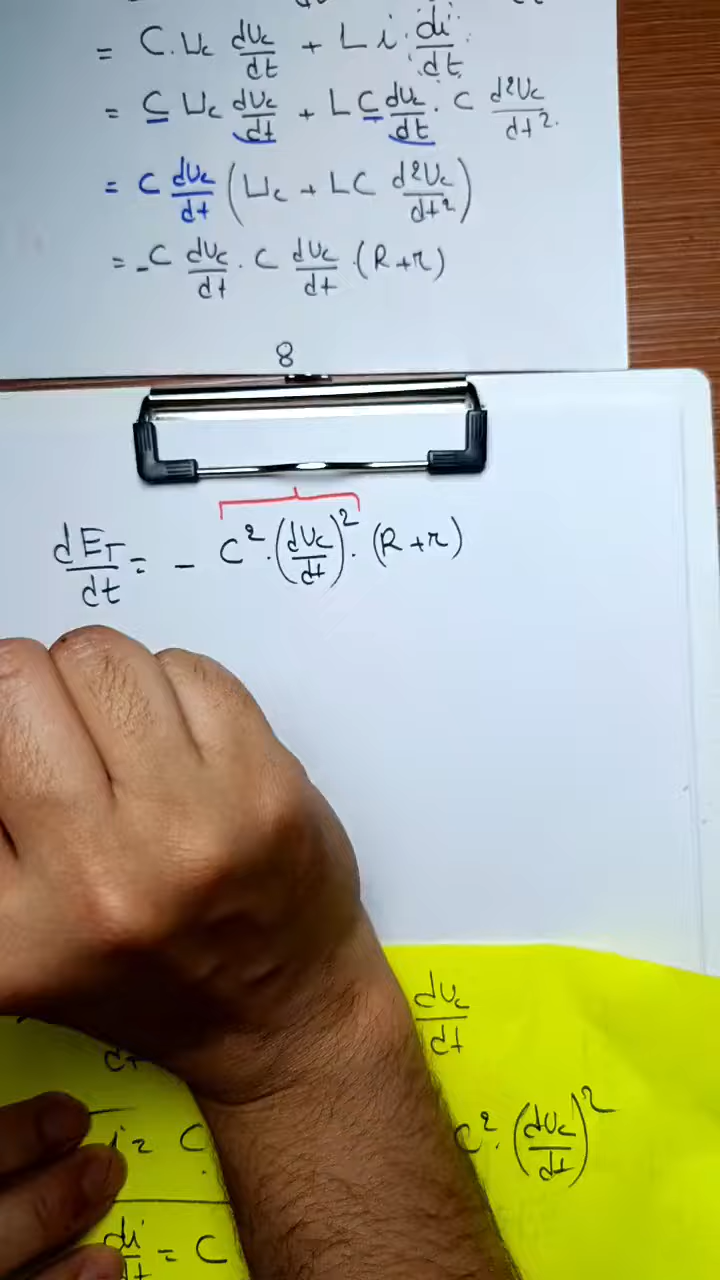 = C.Uc dUc/dt + L i . di/dt
= C Uc dUc/dt + L C dUc/dt . C d²Uc/dt².
= C dUc/dt (Uc + LC d²Uc/dt²)
= -C dUc/dt . C dUc/dt . (R+r)
8
dET/dt = - C² . (dUc/dt)² . (R+r)
dUc/dt
i = C . C² . (dUc/dt)²
di/dt = C